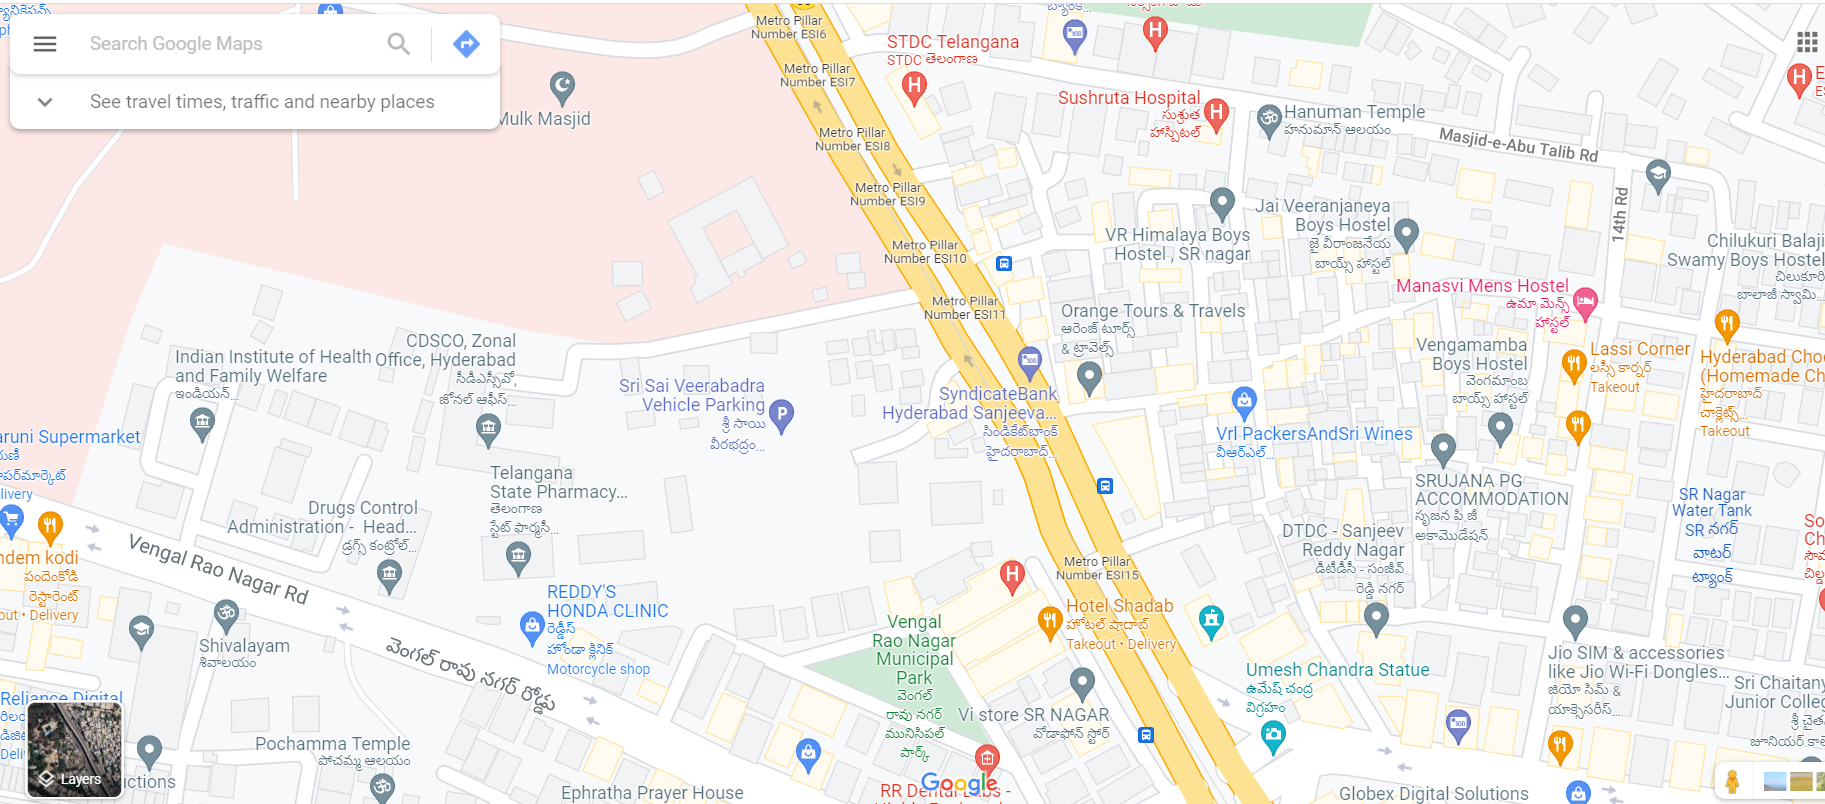 Search Google Maps
See travel times, traffic and nearby places
Mulk Masjid
Metro Pillar
Number ESI6
Metro Pillar
Number ESI7
Metro Pillar
Number ESI8
Metro Pillar
Number ESI9
Metro Pillar
Number ESI10
Metro Pillar
Number ESI11
STDC Telangana
STDC తెలంగాణ
Sushruta Hospital
సుశ్రుత
హాస్పిటల్
Hanuman Temple
హనుమాన్ ఆలయం
Masjid-e-Abu Talib Rd
14th Rd
Jai Veeranjaneya
Boys Hostel
జై వీరాంజనేయ
బాయ్స్ హాస్టల్
VR Himalaya Boys
Hostel , SR nagar
Chilukuri Balaji
Swamy Boys Hostel
చిలుకూరి
బాలాజీ స్వామి...
Manasvi Mens Hostel
ఉమా మెన్స్
హాస్టల్
Orange Tours & Travels
ఆరెంజ్ టూర్స్
& ట్రావెల్స్
Vengamamba
Boys Hostel
వెంగమాంబ
బాయ్స్ హాస్టల్
Lassi Corner
లస్సీ కార్నర్
Takeout
Hyderabad Choc
(Homemade Ch
హైదరాబాద్
చాక్లెట్స్...
Takeout
CDSCO, Zonal
Office, Hyderabad
సీడీఎస్సీవో,
జోనల్ ఆఫీస్...
Indian Institute of Health
and Family Welfare
ఇండియన్...
Sri Sai Veerabadra
Vehicle Parking
శ్రీ సాయి
వీరభద్రం...
SyndicateBank
Hyderabad Sanjeeva...
సిండికేట్‌బాంక్
హైదరాబాద్...
Vrl PackersAndSri Wines
వీఆర్ఎల్...
aruni Supermarket
పర్‌మార్కెట్
livery
Telangana
State Pharmacy...
తెలంగాణ
స్టేట్ ఫార్మసీ...
Drugs Control
Administration - Head...
డ్రగ్స్ కంట్రోల్...
SRUJANA PG
ACCOMMODATION
సృజన పి.జీ
అకామొడేషన్
SR Nagar
Water Tank
SR నగర్
వాటర్
ట్యాంక్
DTDC - Sanjeev
Reddy Nagar
డీటీడీసీ - సంజీవ్
రెడ్డి నగర్
Vengal Rao Nagar Rd
ndem kodi
పందెంకోడి
రెస్టారెంట్
out • Delivery
Metro Pillar
Number ESI15
REDDY'S
HONDA CLINIC
రెడ్డీస్
హోండా క్లినిక్
Motorcycle shop
Hotel Shadab
హోటల్ షాదాబ్
Takeout • Delivery
Shivalayam
శివాలయం
వెంగల్ రావు నగర్ రోడ్డు
Vengal
Rao Nagar
Municipal
Park
వెంగల్
రావు నగర్
మునిసిపల్
పార్క్
Umesh Chandra Statue
ఉమేష్ చంద్ర
విగ్రహం
Jio SIM & accessories
like Jio Wi-Fi Dongles...
జియో సిమ్ &
యాక్సెసరీస్...
Sri Chaitany
Junior Colleg
శ్రీ చైత
జూనియర్ కాలే
Reliance Digital
Vi store SR NAGAR
వోడాఫోన్ స్టోర్
Pochamma Temple
పోచమ్మ ఆలయం
Layers
uctions
Ephratha Prayer House
Google
RR Dental Labs -
Globex Digital Solutions